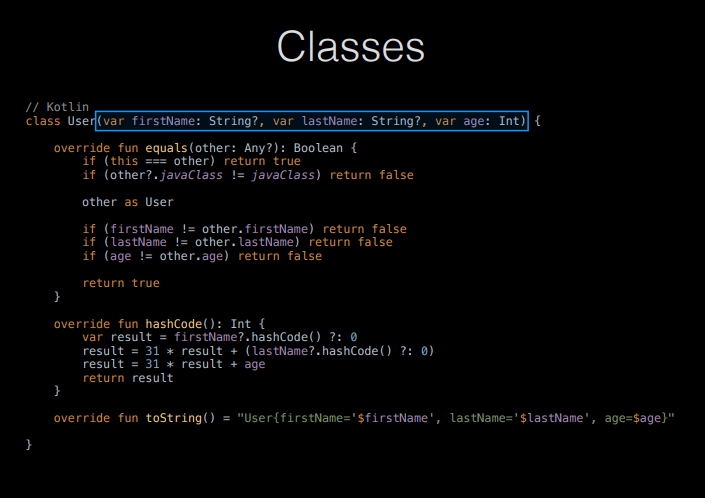 Classes
// Kotlin
class User(var firstName: String?, var lastName: String?, var age: Int) {
override fun equals(other: Any?): Boolean {
if (this === other) return true
if (other?.javaClass != javaClass) return false
other as User
if (firstName != other.firstName) return false
if (lastName != other.lastName) return false
if (age != other.age) return false
return true
}
override fun hashCode(): Int {
var result = firstName?.hashCode() ?: 0
result = 31 * result + (lastName?.hashCode() ?: 0)
result = 31 * result + age
return result
}
override fun toString() = "User{firstName='$firstName', lastName='$lastName', age=$age}"
}